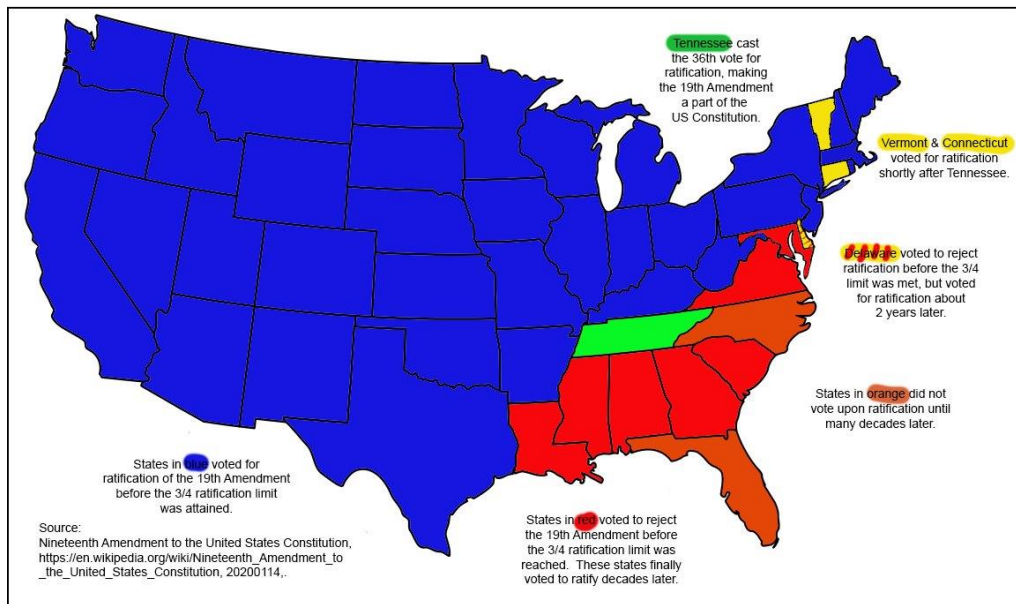 Tennessee cast
the 36th vote for
ratification, making
the 19th Amendment
a part of the
US Constitution.
Vermont & Connecticut
voted for ratification
shortly after Tennessee.
Delaware voted to reject
ratification before the 3/4
limit was met, but voted
for ratification about
2 years later.
States in orange did not
vote upon ratification until
many decades later.
States in blue voted for
ratification of the 19th Amendment
before the 3/4 ratification limit
was attained.
States in red voted to reject
the 19th Amendment before
the 3/4 ratification limit was
reached. These states finally
voted to ratify decades later.
Source:
Nineteenth Amendment to the United States Constitution,
https://en.wikipedia.org/wiki/Nineteenth_Amendment_to
_the_United_States_Constitution, 20200114,.